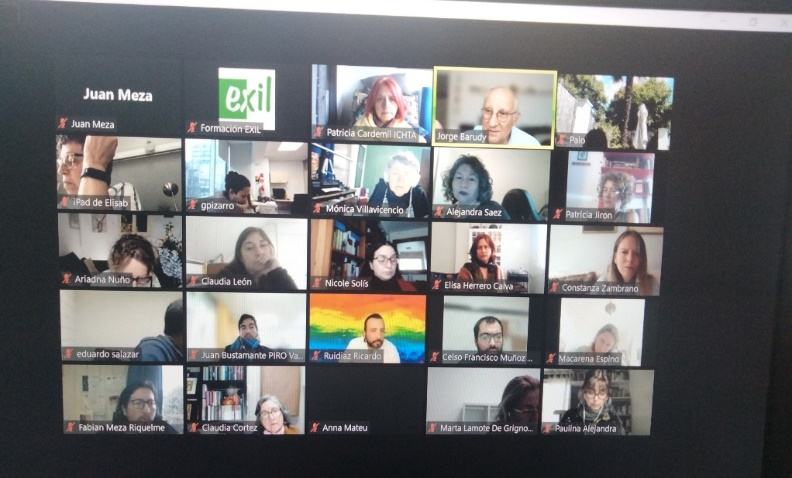 Juan Meza
Juan Meza
exil
Formación EXIL
Patricia Cardemil ICHTA
Jorge Barudy
Palo
iPad de Elisab
gpizarro
Mónica Villavicencio
Alejandra Saez
Patricia Jiron
Ariadna Nuño
Claudia León
Nicole Solís
Elisa Herrero Calva
Constanza Zambrano
eduardo salazar
Juan Bustamante PIRO Va...
Ruidiaz Ricardo
Celso Francisco Muñoz...
Macarena Espino
Fabian Meza Riquelme
Claudia Cortez
Anna Mateu
Marta Lamote De Grigno...
Paulina Alejandra